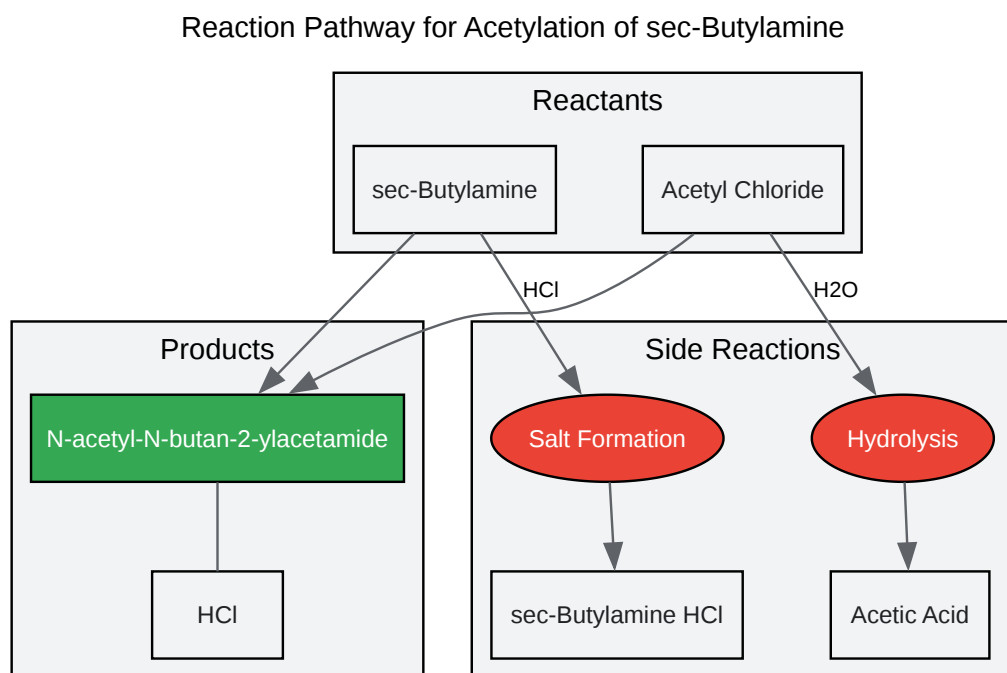 Reaction Pathway for Acetylation of sec-Butylamine
Reactants
sec-Butylamine
Acetyl Chloride
HCl
H2O
Products
Side Reactions
N-acetyl-N-butan-2-ylacetamide
Salt Formation
Hydrolysis
HCl
sec-Butylamine HCl
Acetic Acid